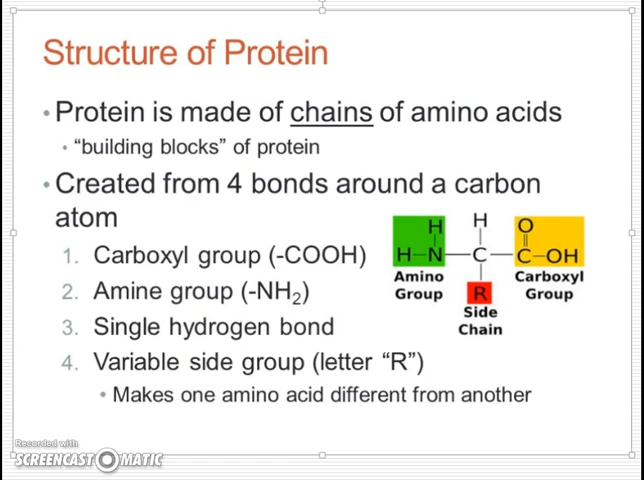 Structure of Protein
• Protein is made of chains of amino acids
• “building blocks” of protein
• Created from 4 bonds around a carbon
atom
1. Carboxyl group (-COOH)
2. Amine group (-NH₂)
3. Single hydrogen bond
4. Variable side group (letter “R”)
• Makes one amino acid different from another
H H O
H–N–C–C–OH
Amino
Group
R
Side
Chain
Carboxyl
Group
Recorded with
SCREENCAST MATIC